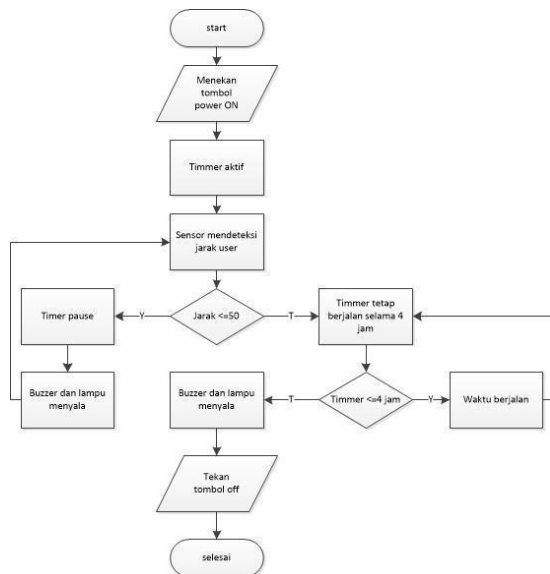 start
Menekan
tombol
power ON
Timmer aktif
Sensor mendeteksi
jarak user
Jarak <=50
Y
T
Timer pause
Timmer tetap
berjalan selama 4
jam
Buzzer dan lampu
menyala
Buzzer dan lampu
menyala
T
Timmer <=4 jam
Y
Waktu berjalan
Tekan
tombol off
selesai